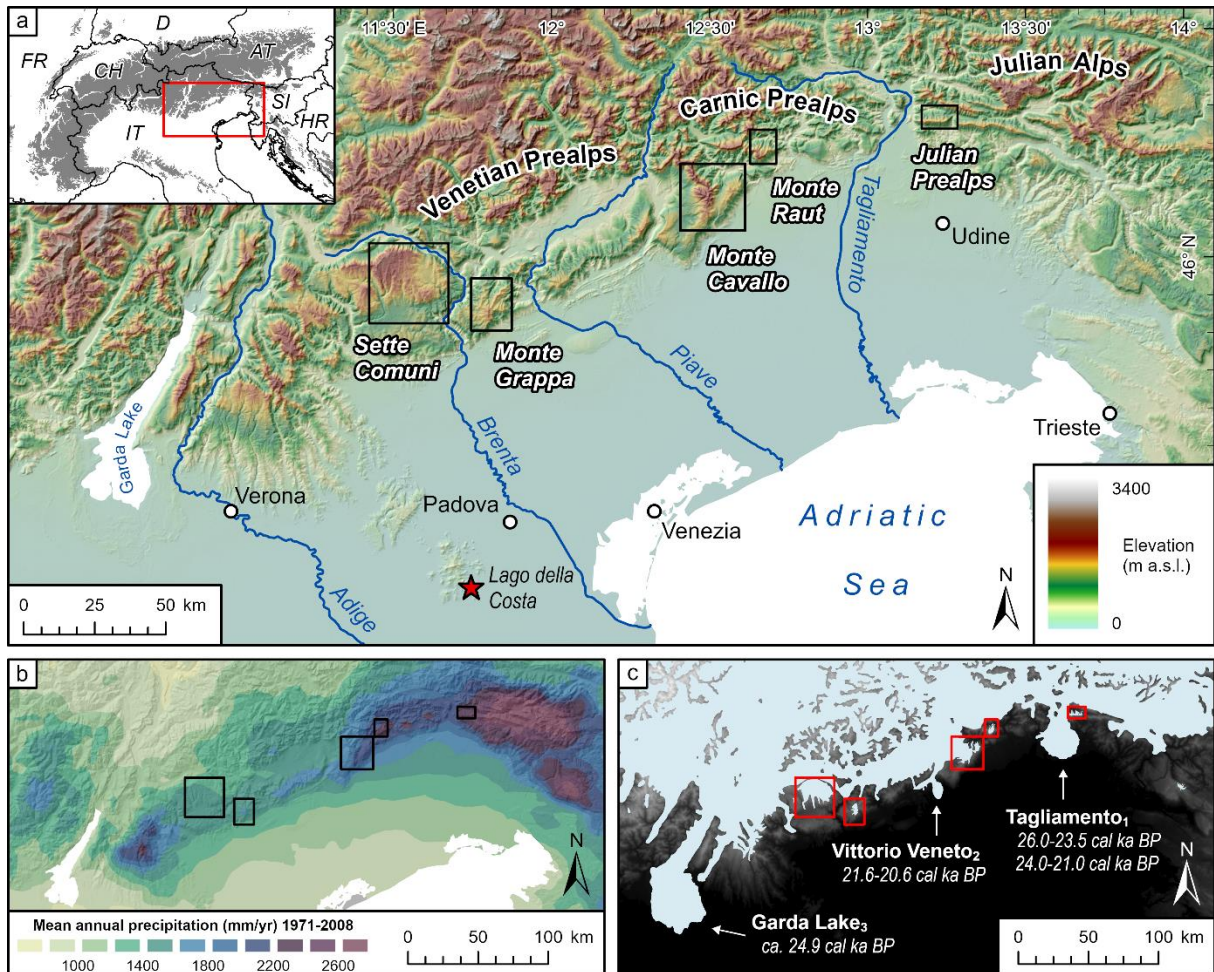 a
D
FR
CH
AT
IT
SI
HR
11°30' E
12°
12°30'
13°
13°30'
14°
46° N
Julian Alps
Carnic Prealps
Venetian Prealps
Julian
Prealps
Monte
Raut
Tagliamento
Udine
Monte
Cavallo
Sette
Comuni
Monte
Grappa
Piave
Garda Lake
Brenta
Trieste
Verona
Padova
Venezia
Adriatic
Sea
Lago della
Costa
Adige
N
3400
Elevation
(m a.s.l.)
0
0 25 50 km
b
N
Mean annual precipitation (mm/yr) 1971-2008
1000 1400 1800 2200 2600
0 50 100 km
c
Tagliamento1
26.0-23.5 cal ka BP
24.0-21.0 cal ka BP
Vittorio Veneto2
21.6-20.6 cal ka BP
Garda Lake3
ca. 24.9 cal ka BP
N
0 50 100 km